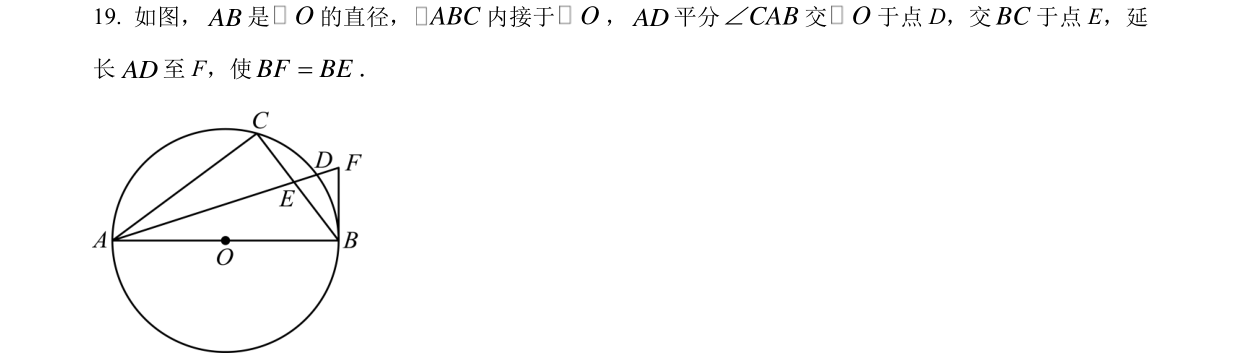 19. 如图， AB 是□ O 的直径，□ABC 内接于□ O ， AD 平分∠CAB 交□ O 于点 D，交 BC 于点 E，延
长 AD 至 F，使 BF = BE .
C
D
F
E
A
O
B